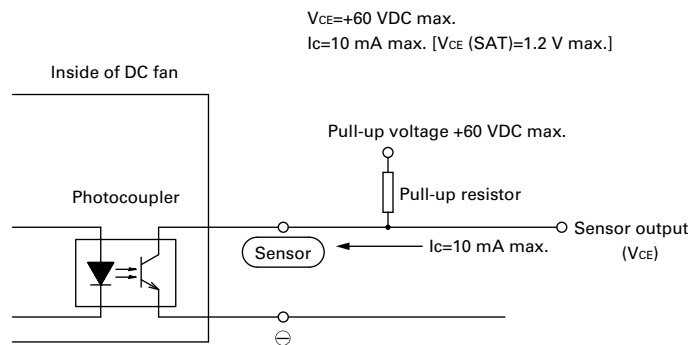 VCE=+60 VDC max.
Ic=10 mA max. [VCE (SAT)=1.2 V max.]
Inside of DC fan
Pull-up voltage +60 VDC max.
Photocoupler
Pull-up resistor
Sensor
Ic=10 mA max.
Sensor output
(VCE)
⊖